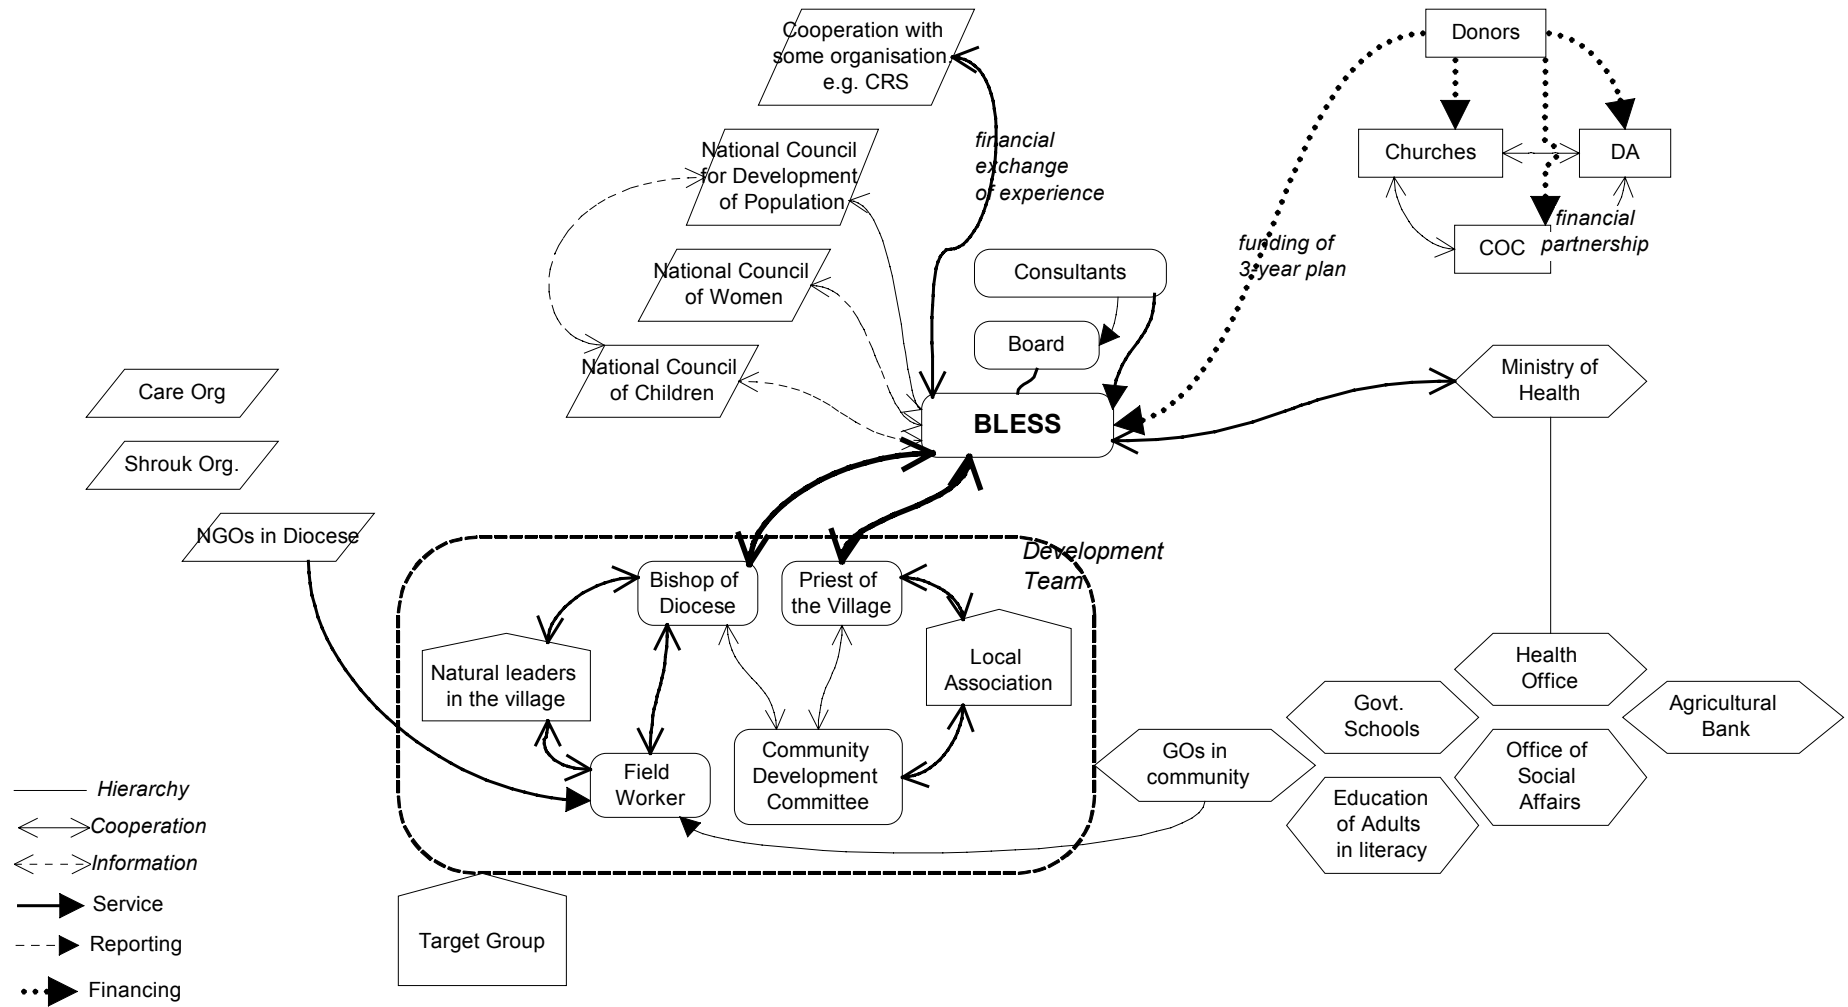 Cooperation with
some organisation
e.g. CRS
Donors
National Council
for Development
of Population
financial
exchange
of experience
Churches
DA
financial
partnership
COC
funding of
3-year plan
National Council
of Women
Consultants
Board
National Council
of Children
Ministry of
Health
Care Org
BLESS
Shrouk Org.
NGOs in Diocese
Development
Team
Bishop of
Diocese
Priest of
the Village
Natural leaders
in the village
Local
Association
Health
Office
Govt.
Schools
Agricultural
Bank
Field
Worker
Community
Development
Committee
GOs in
community
Office of
Social
Affairs
Education
of Adults
in literacy
Hierarchy
Cooperation
Information
Service
Reporting
Financing
Target Group